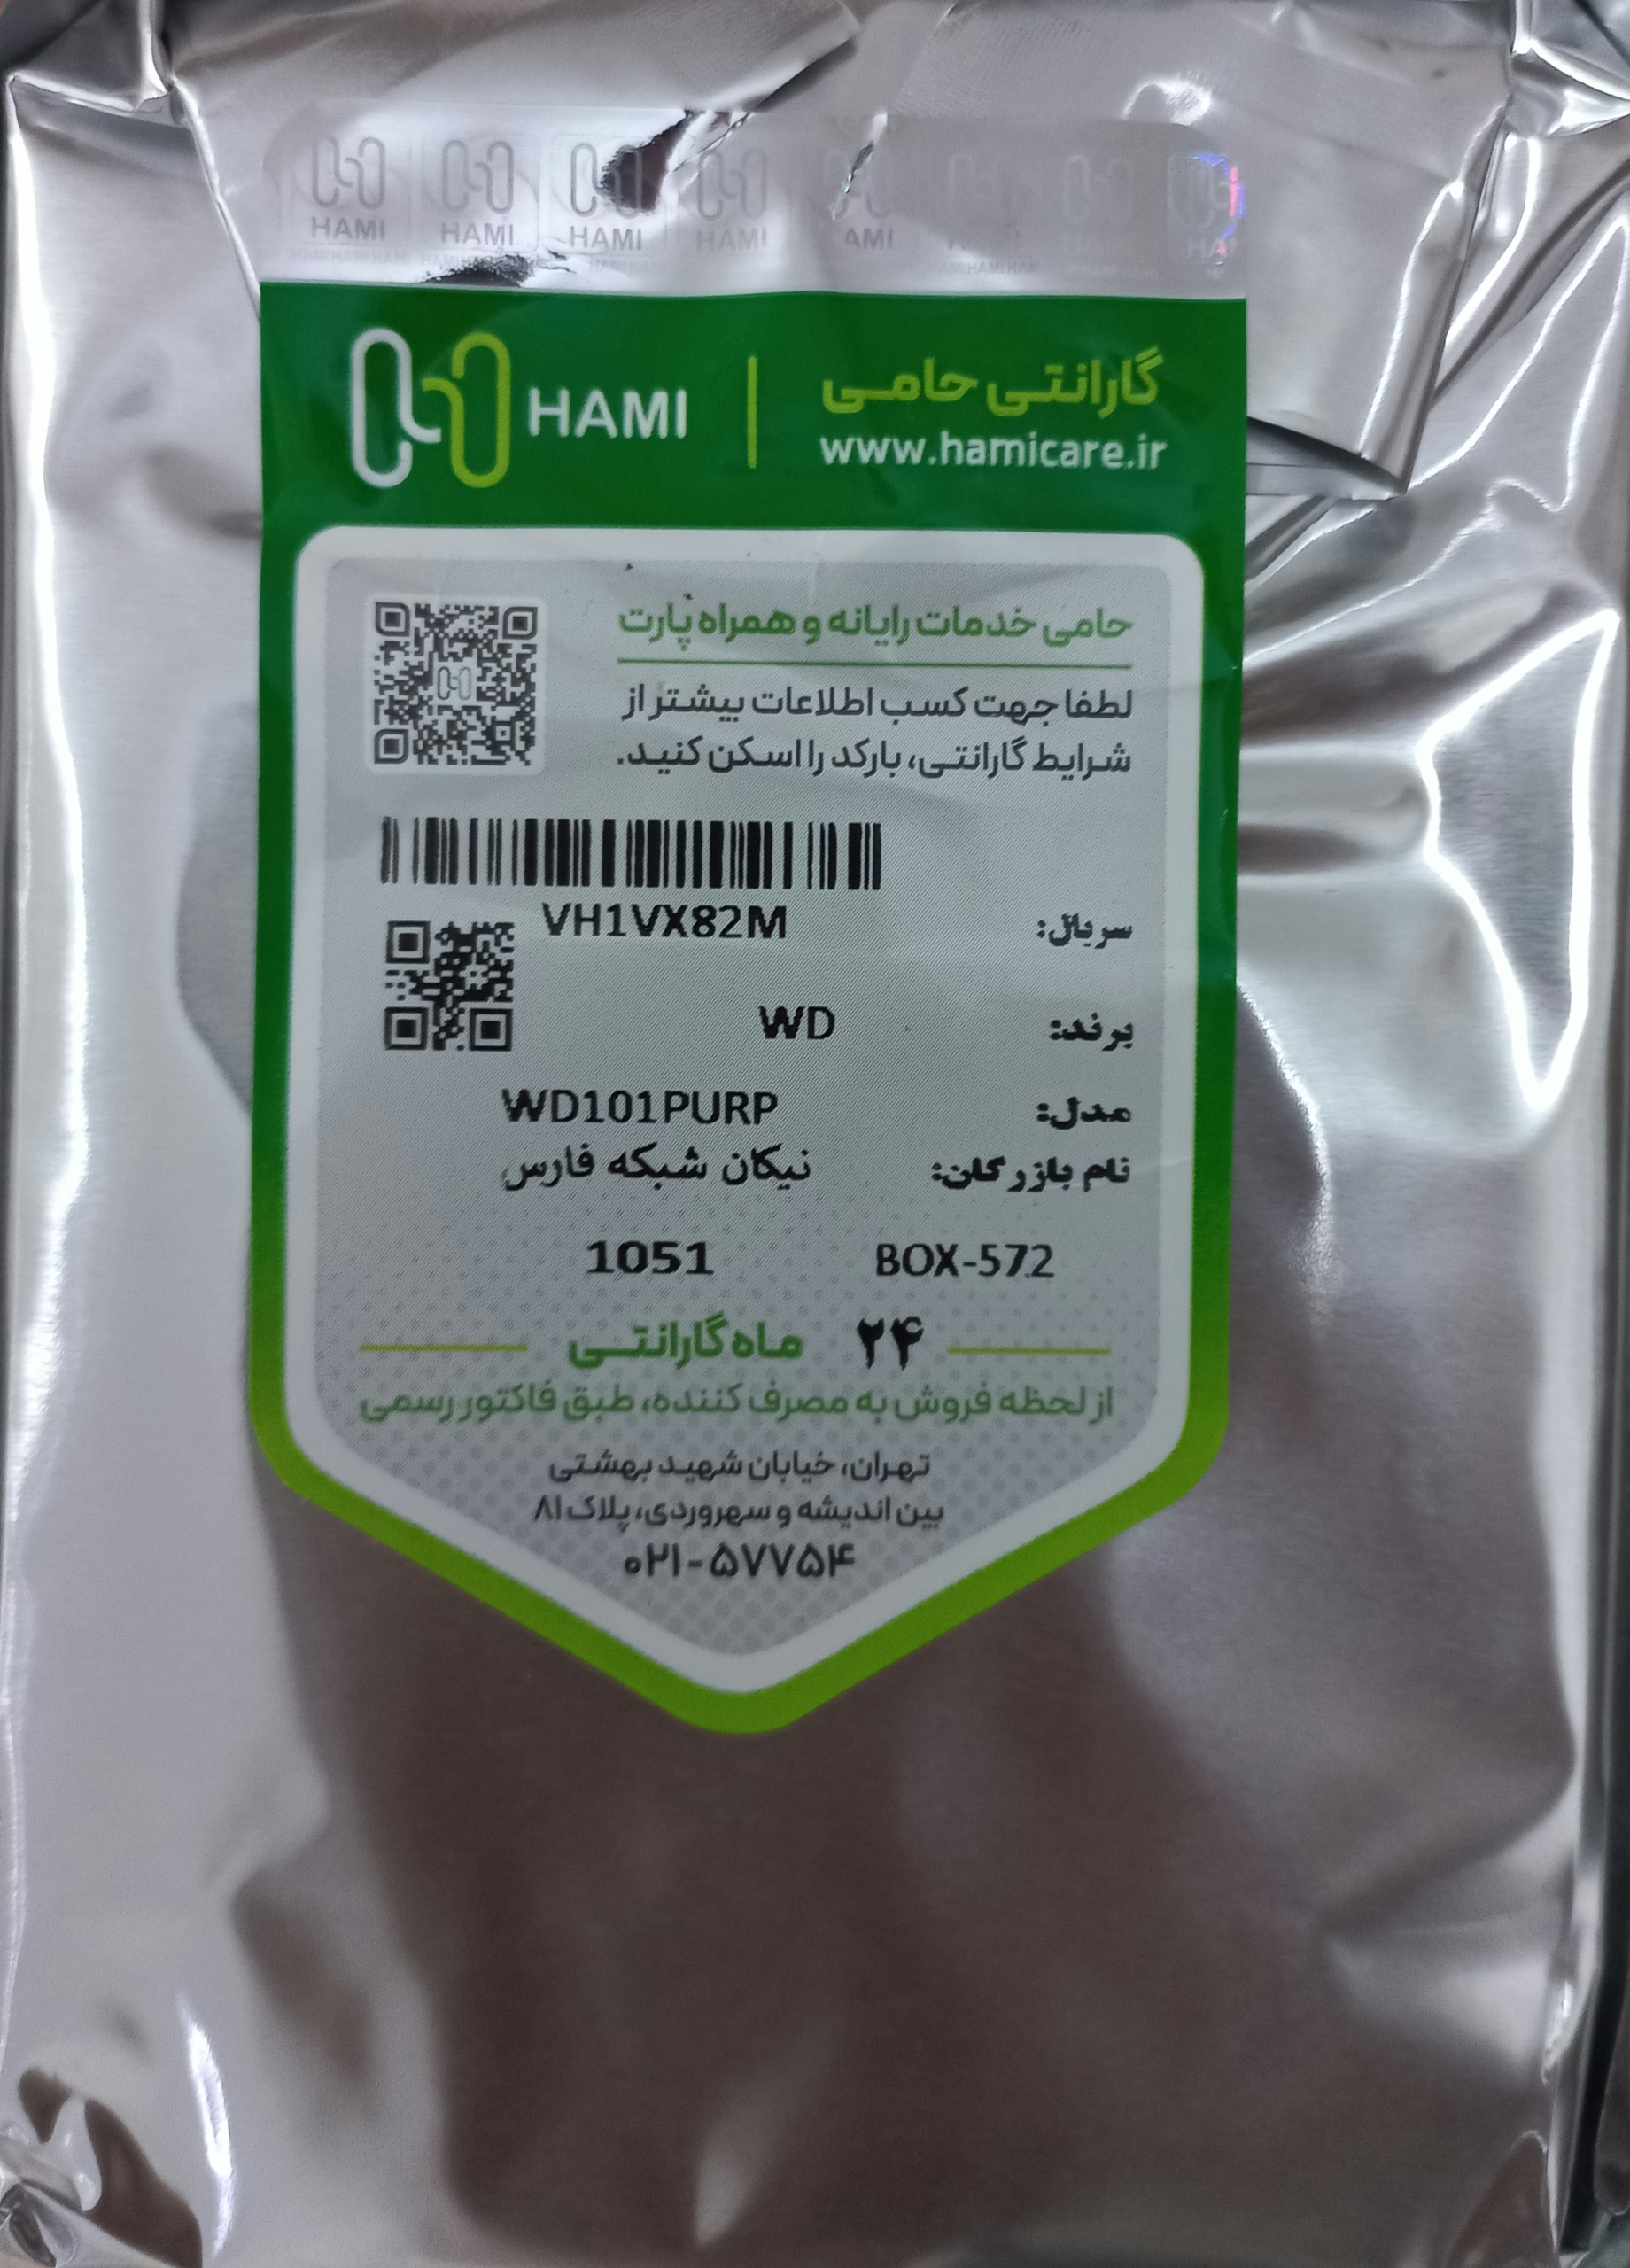 HAMI HAMI HAMI HAMI AMI
HAMI
گارانتی حامی
www.hamicare.ir
حامی خدمات رایانه و همراه پارت
لطفا جهت کسب اطلاعات بیشتر از
شرایط گارانتی، بارکد را اسکن کنید.
سریال: VH1VX82M
برند: WD
مدل: WD101PURP
نام بازرگان: نیکان شبکه فارس
BOX-572 1051
۲۴ ماه گارانتی
از لحظه فروش به مصرف کننده، طبق فاکتور رسمی
تهران، خیابان شهید بهشتی
بین اندیشه و سهروردی، پلاک ۸۱
۰۲۱-۵۷۷۵۴